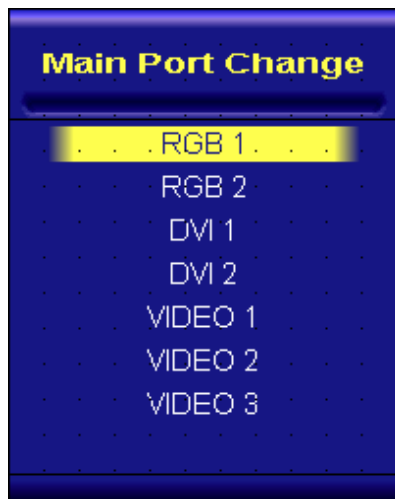 Main Port Change
RGB 1
RGB 2
DVI 1
DVI 2
VIDEO 1
VIDEO 2
VIDEO 3